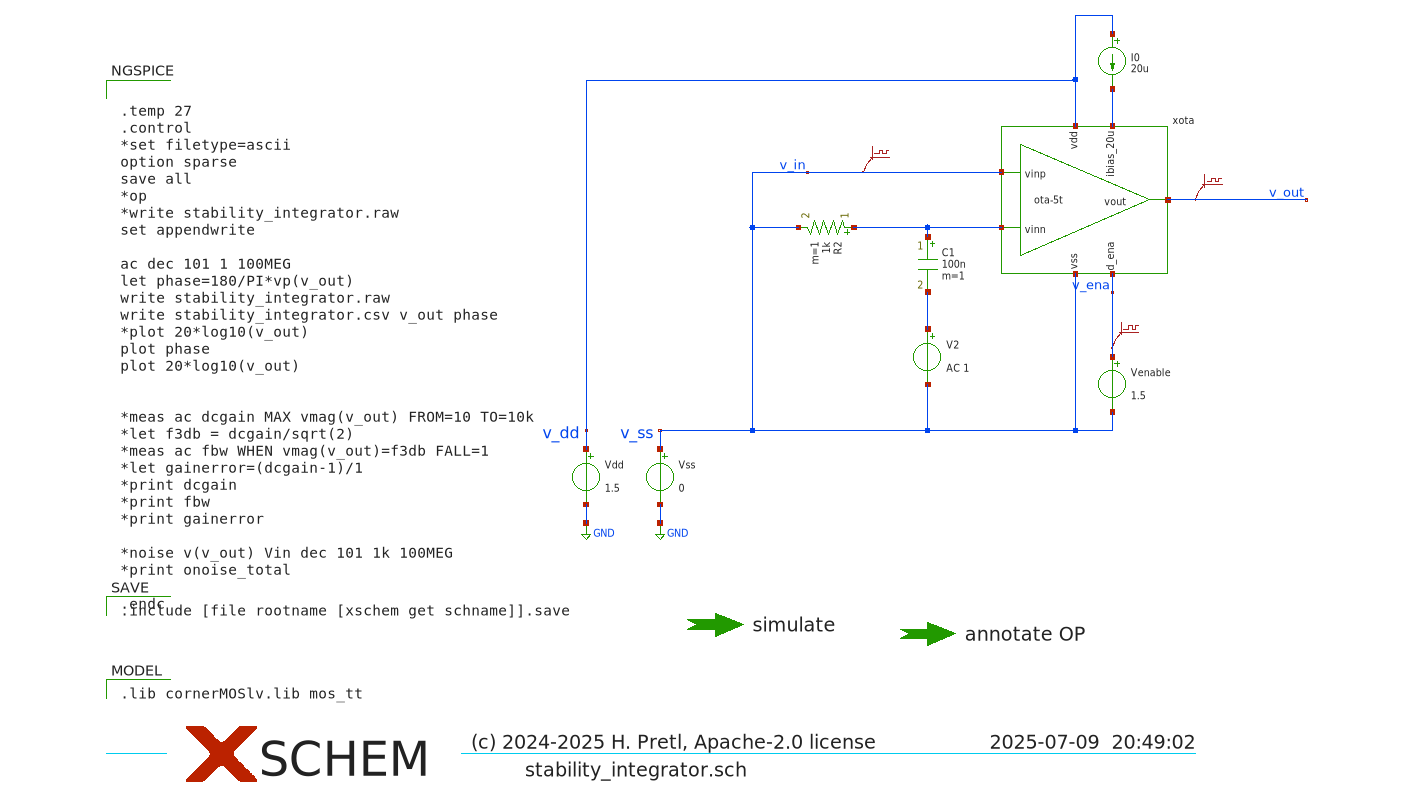 NGSPICE
.temp 27
.control
*set filetype=ascii
option sparse
save all
*op
*write stability_integrator.raw
set appendwrite
ac dec 101 1 100MEG
let phase=180/PI*vp(v_out)
write stability_integrator.raw
write stability_integrator.csv v_out phase
*plot 20*log10(v_out)
plot phase
plot 20*log10(v_out)
*meas ac dcgain MAX vmag(v_out) FROM=10 TO=10k
*let f3db = dcgain/sqrt(2)
*meas ac fbw WHEN vmag(v_out)=f3db FALL=1
*let gainerror=(dcgain-1)/1
*print dcgain
*print fbw
*print gainerror
*noise v(v_out) Vin dec 101 1k 100MEG
*print onoise_total
.endc
SAVE
.include [file rootname [xschem get schname]].save
MODEL
.lib cornerMOSlv.lib mos_tt
I0
20u
xota
vdd
ibias_20u
v_in
vinp
ota-5t
vout
vinn
v_out
2
1
m=1
1k
R2
1
C1
100n
m=1
2
vss
d_ena
v_ena
V2
AC 1
Venable
1.5
v_dd
v_ss
Vdd
1.5
Vss
0
GND
GND
simulate
annotate OP
XSCHEM
(c) 2024-2025 H. Pretl, Apache-2.0 license
2025-07-09 20:49:02
stability_integrator.sch